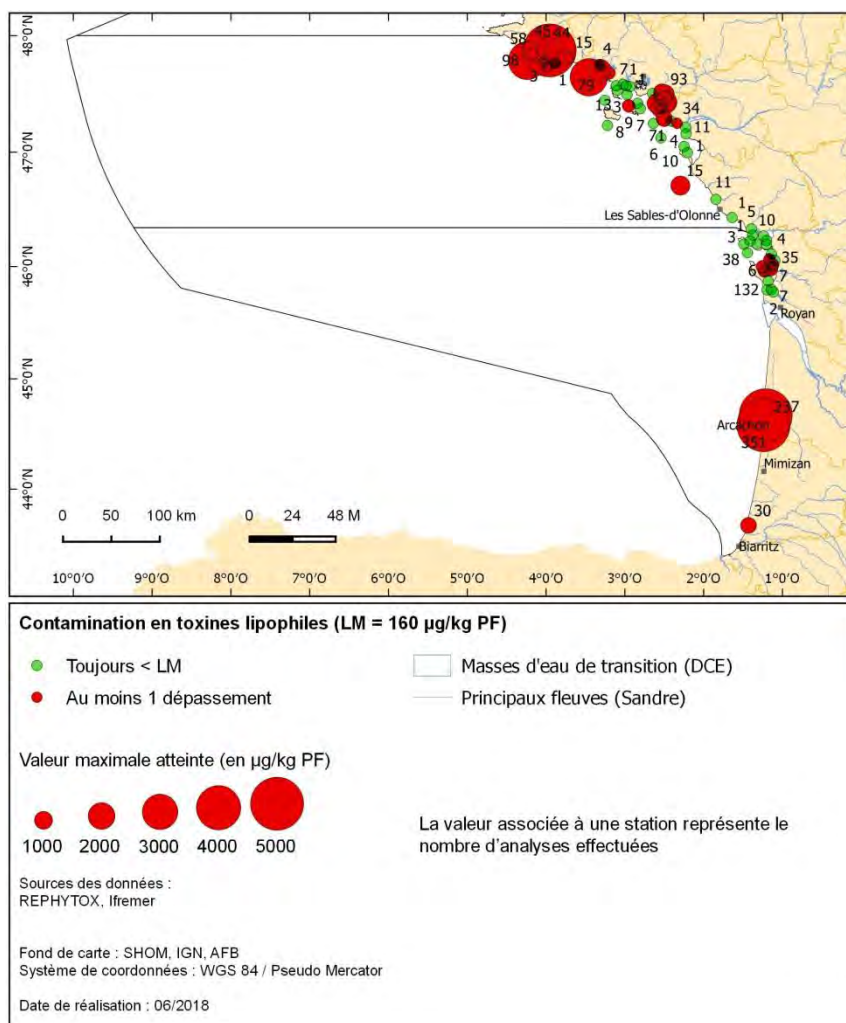 48°0'N
47°0'N
46°0'N
45°0'N
44°0'N
58
45
44
15
4
98
3
1
79
71
93
133
34
8
9
7
71
4
11
6
10
1
15
11
1
Les Sables-d'Olonne
5
10
1
3
4
38
35
6
7
132
7
2
Royan
237
Arcachon
351
Mimizan
30
Biarritz
0 50 100 km
0 24 48 M
10°0'O 9°0'O 8°0'O 7°0'O 6°0'O 5°0'O 4°0'O 3°0'O 2°0'O 1°0'O
Contamination en toxines lipophiles (LM = 160 µg/kg PF)
Toujours < LM
Au moins 1 dépassement
Masses d'eau de transition (DCE)
Principaux fleuves (Sandre)
Valeur maximale atteinte (en µg/kg PF)
1000 2000 3000 4000 5000
La valeur associée à une station représente le
nombre d'analyses effectuées
Sources des données :
REPHYTOX, Ifremer
Fond de carte : SHOM, IGN, AFB
Système de coordonnées : WGS 84 / Pseudo Mercator
Date de réalisation : 06/2018